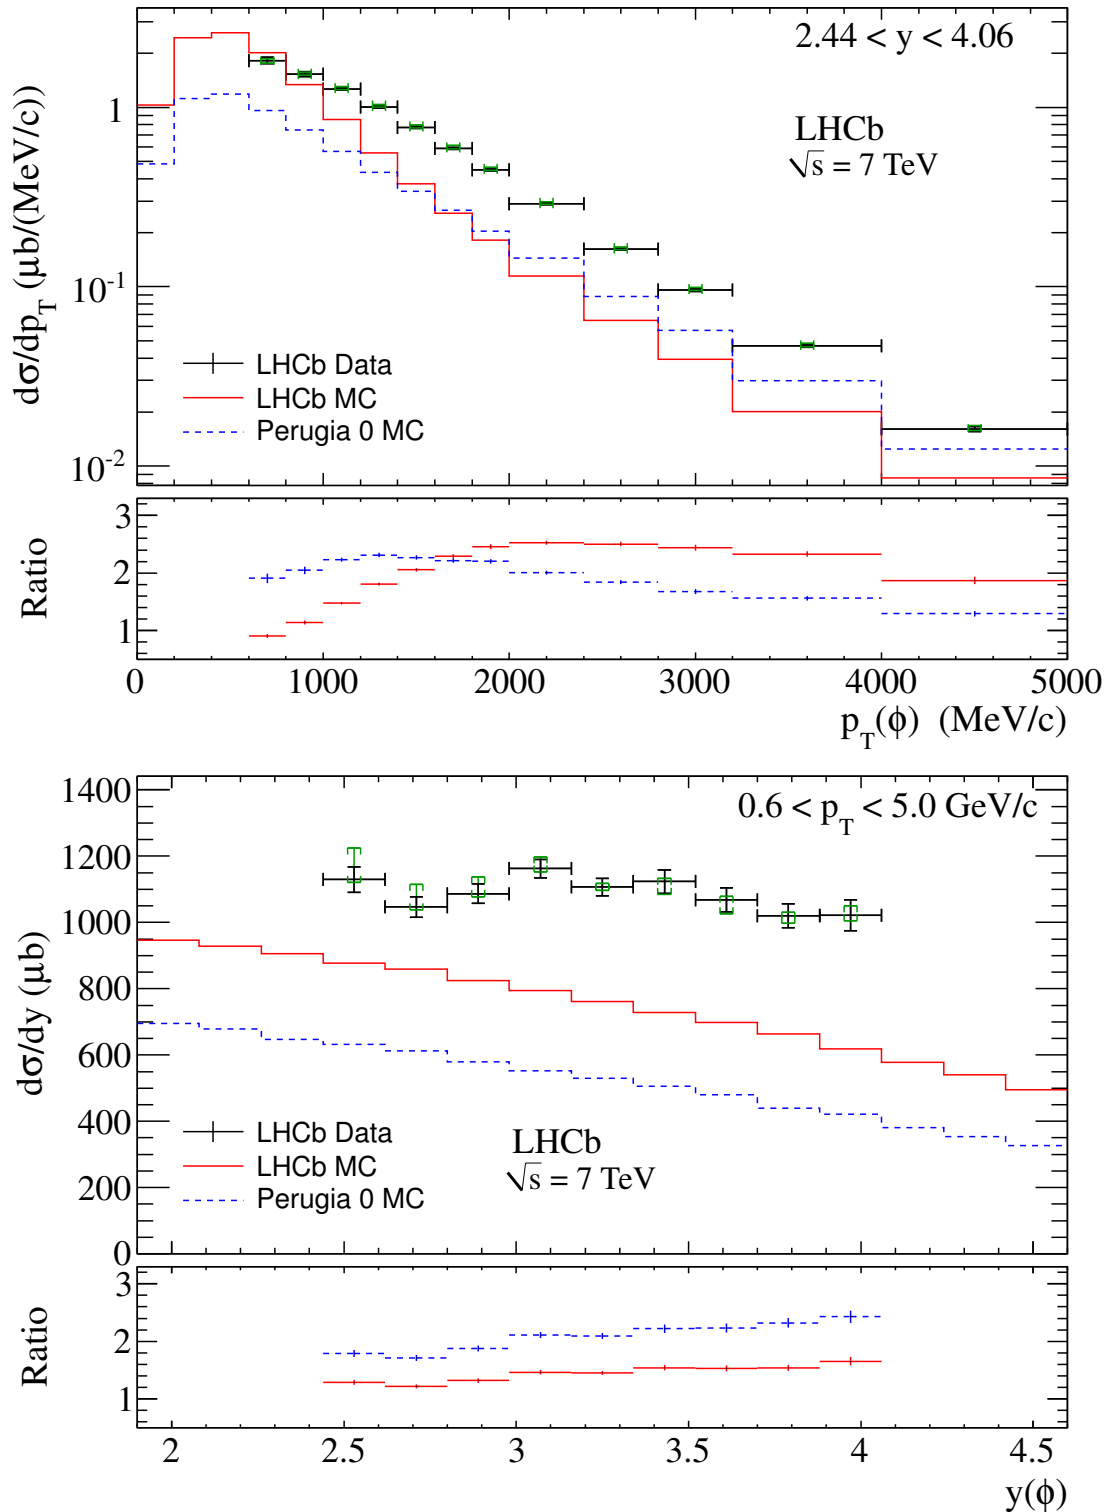 2.44 < y < 4.06
LHCb
√s = 7 TeV
dσ/dp_T (μb/(MeV/c))
1
10^-1
10^-2
LHCb Data
LHCb MC
Perugia 0 MC
Ratio
3
2
1
0 1000 2000 3000 4000 5000
p_T(ϕ) (MeV/c)
0.6 < p_T < 5.0 GeV/c
dσ/dy (μb)
1400
1200
1000
800
600
400
200
0
LHCb Data
LHCb MC
Perugia 0 MC
LHCb
√s = 7 TeV
Ratio
3
2
1
2 2.5 3 3.5 4 4.5
y(ϕ)